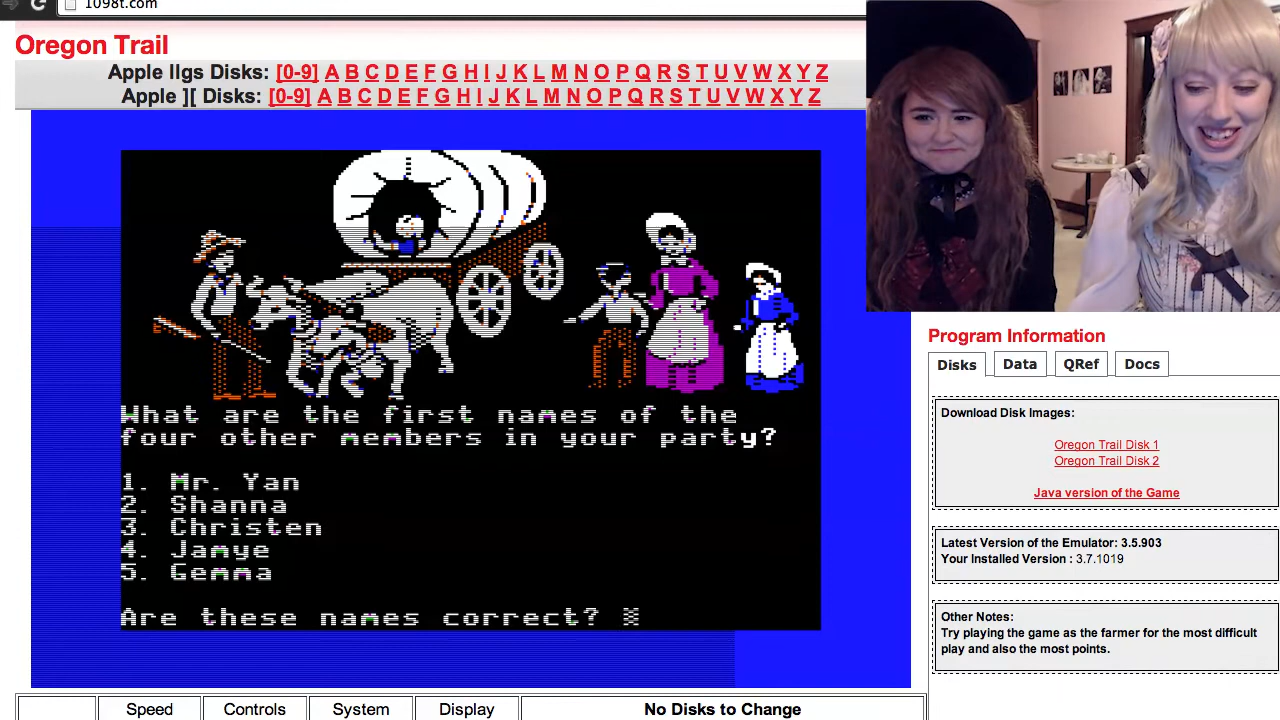 1098t.com
Oregon Trail
Apple IIgs Disks: [0-9] A B C D E F G H I J K L M N O P Q R S T U V W X Y Z
Apple ][ Disks: [0-9] A B C D E F G H I J K L M N O P Q R S T U V W X Y Z
What are the first names of the
four other members in your party?
1. Mr. Yan
2. Shanna
3. Christen
4. Jamye
5. Gemma
Are these names correct?
Program Information
Disks Data QRef Docs
Download Disk Images:
Oregon Trail Disk 1
Oregon Trail Disk 2
Java version of the Game
Latest Version of the Emulator: 3.5.903
Your Installed Version : 3.7.1019
Other Notes:
Try playing the game as the farmer for the most difficult
play and also the most points.
Speed Controls System Display No Disks to Change